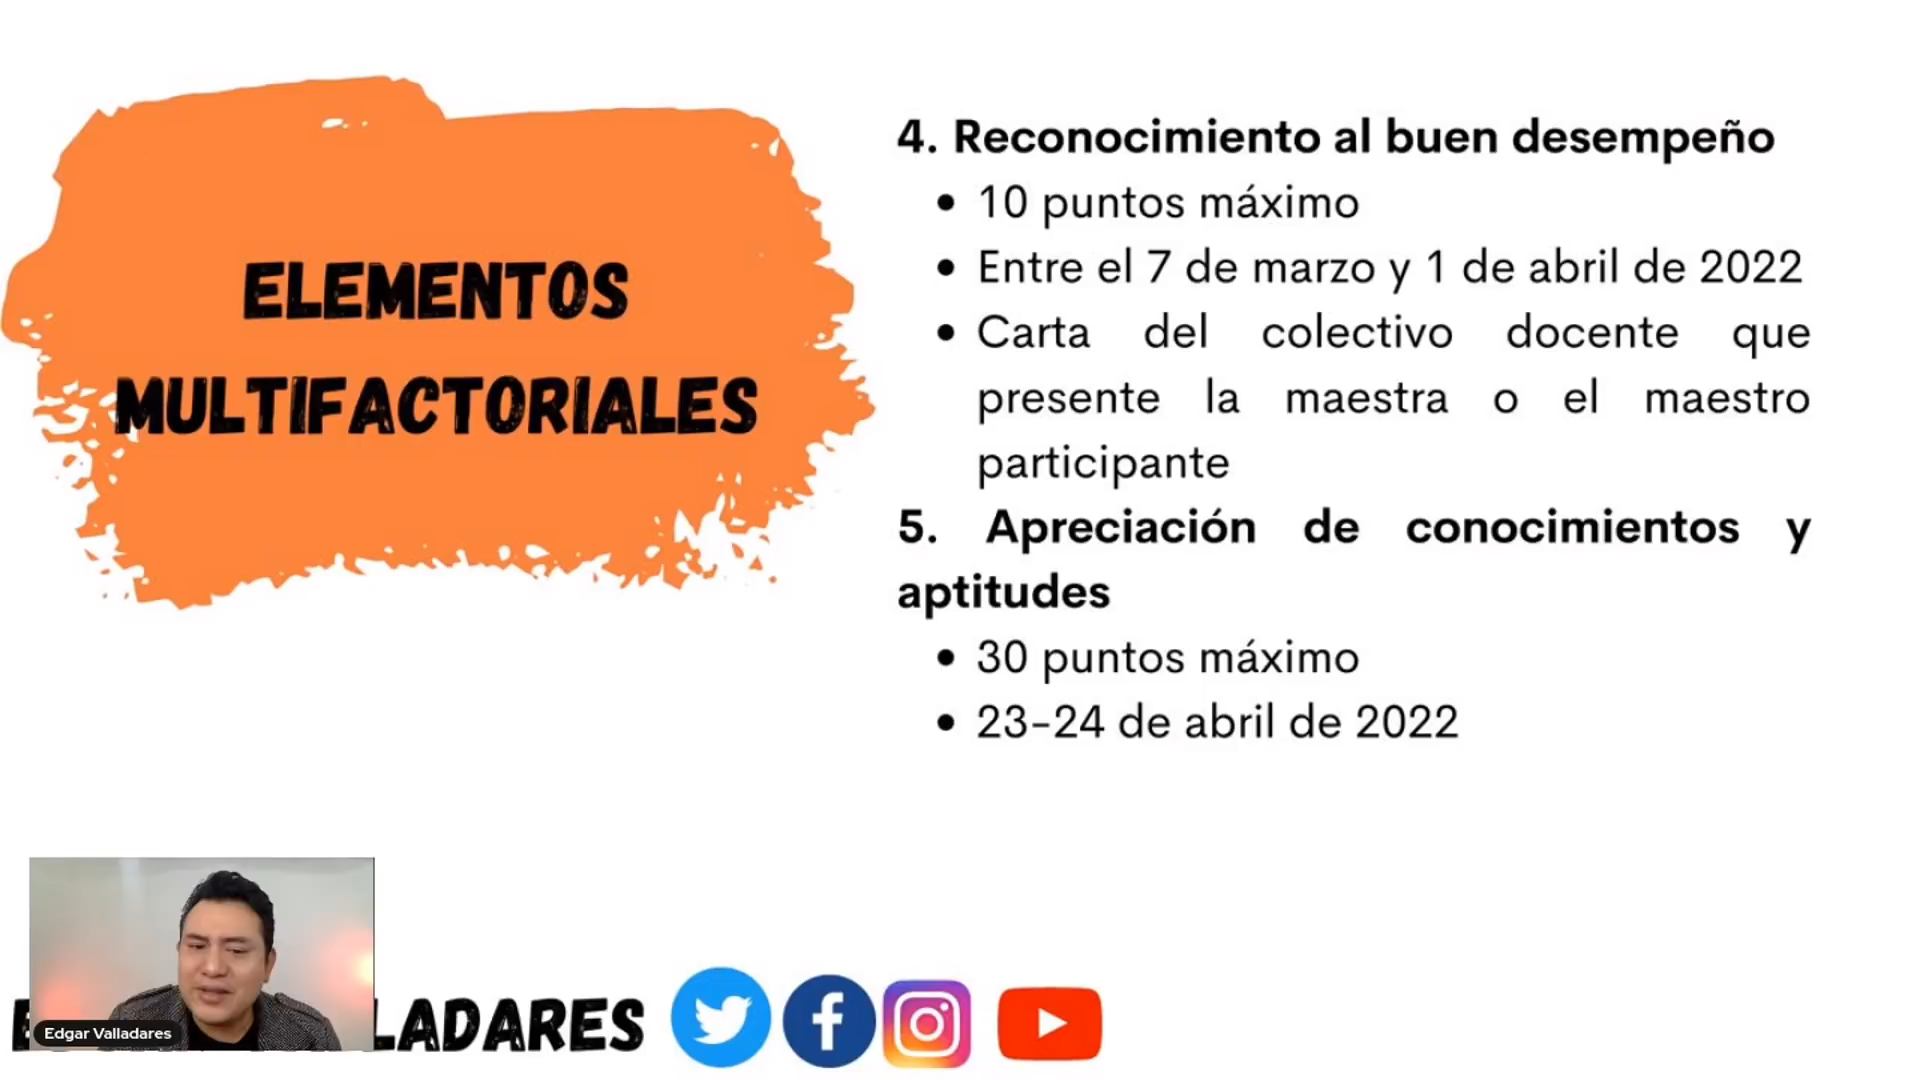 ELEMENTOS
MULTIFACTORIALES
4. Reconocimiento al buen desempeño
• 10 puntos máximo
• Entre el 7 de marzo y 1 de abril de 2022
• Carta del colectivo docente que
presente la maestra o el maestro
participante
5. Apreciación de conocimientos y
aptitudes
• 30 puntos máximo
• 23-24 de abril de 2022
Edgar Valladares
LADARES